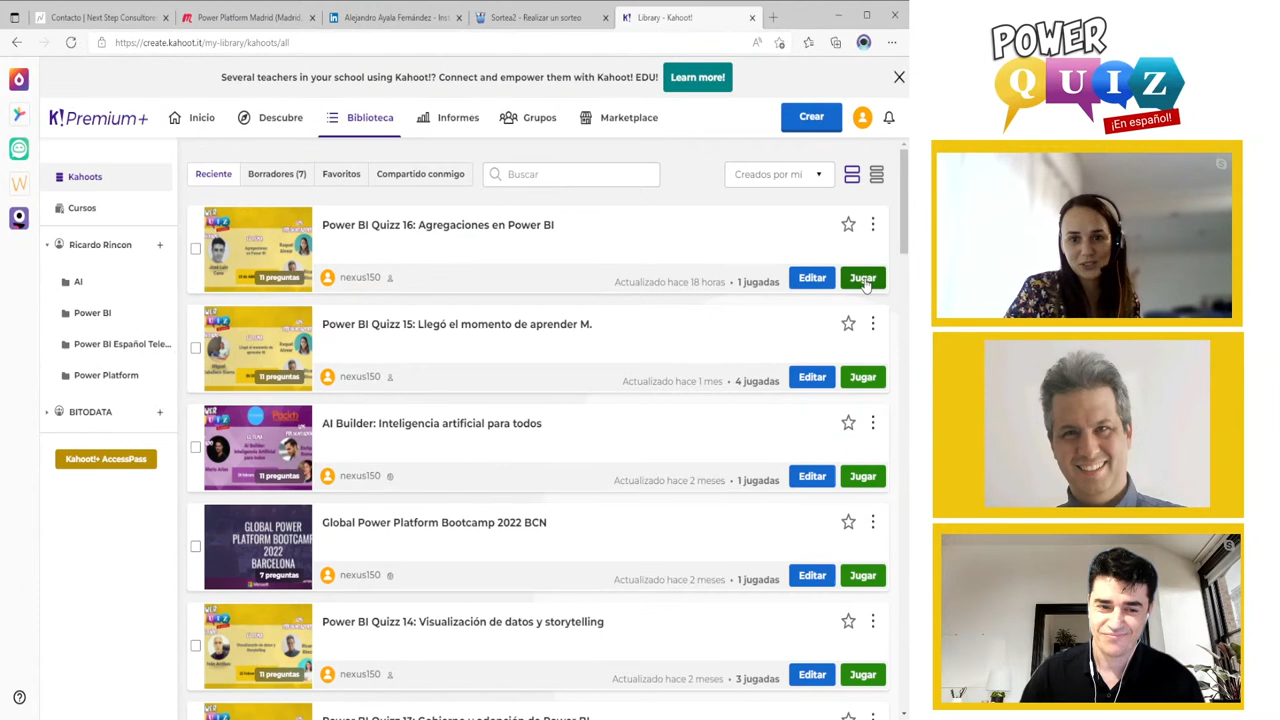 Contacto | Next Step Consultore
Power Platform Madrid (Madrid,
Alejandro Ayala Fernández - Ins
Sortea2 - Realizar un sorteo
Library - Kahoot!
https://create.kahoot.it/my-library/kahoots/all
Several teachers in your school using Kahoot!? Connect and empower them with Kahoot! EDU!
Learn more!
K!Premium+
Inicio
Descubre
Biblioteca
Informes
Grupos
Marketplace
Crear
Kahoots
Cursos
Ricardo Rincon
AI
Power BI
Power BI Español Tele...
Power Platform
BITODATA
Kahoot!+ AccessPass
Reciente
Borradores (7)
Favoritos
Compartido conmigo
Buscar
Creados por mí
Power BI Quizz 16: Agregaciones en Power BI
11 preguntas
nexus150
Actualizado hace 18 horas • 1 jugadas
Editar
Jugar
Power BI Quizz 15: Llegó el momento de aprender M.
11 preguntas
nexus150
Actualizado hace 1 mes • 4 jugadas
Editar
Jugar
AI Builder: Inteligencia artificial para todos
11 preguntas
nexus150
Actualizado hace 2 meses • 1 jugadas
Editar
Jugar
Global Power Platform Bootcamp 2022 BCN
GLOBAL POWER
PLATFORM BOOTCAMP
2022
BARCELONA
7 preguntas
nexus150
Actualizado hace 2 meses • 1 jugadas
Editar
Jugar
Power BI Quizz 14: Visualización de datos y storytelling
11 preguntas
nexus150
Actualizado hace 2 meses • 3 jugadas
Editar
Jugar
POWER
QUIZ
¡En español!